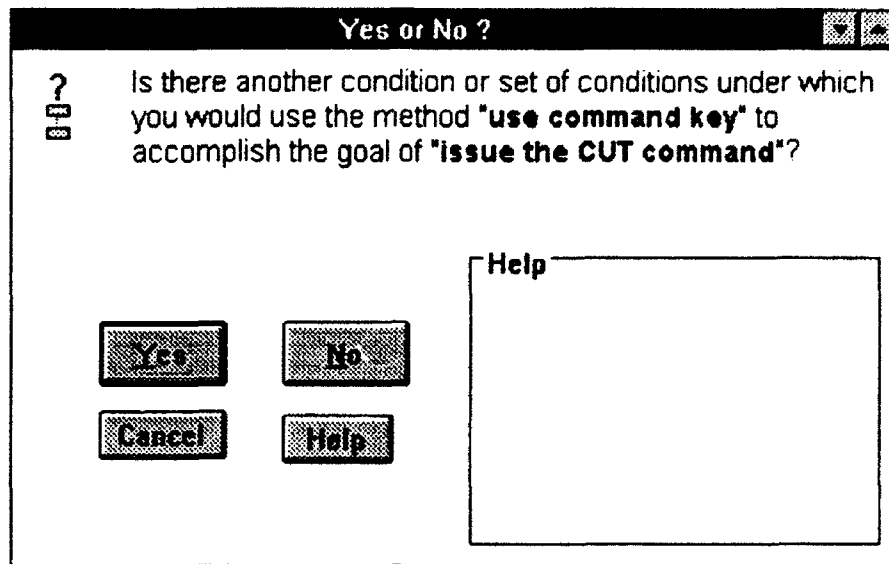 Yes or No ?
?
Is there another condition or set of conditions under which
you would use the method "use command key" to
accomplish the goal of "issue the CUT command"?
Help
Yes
No
Cancel
Help